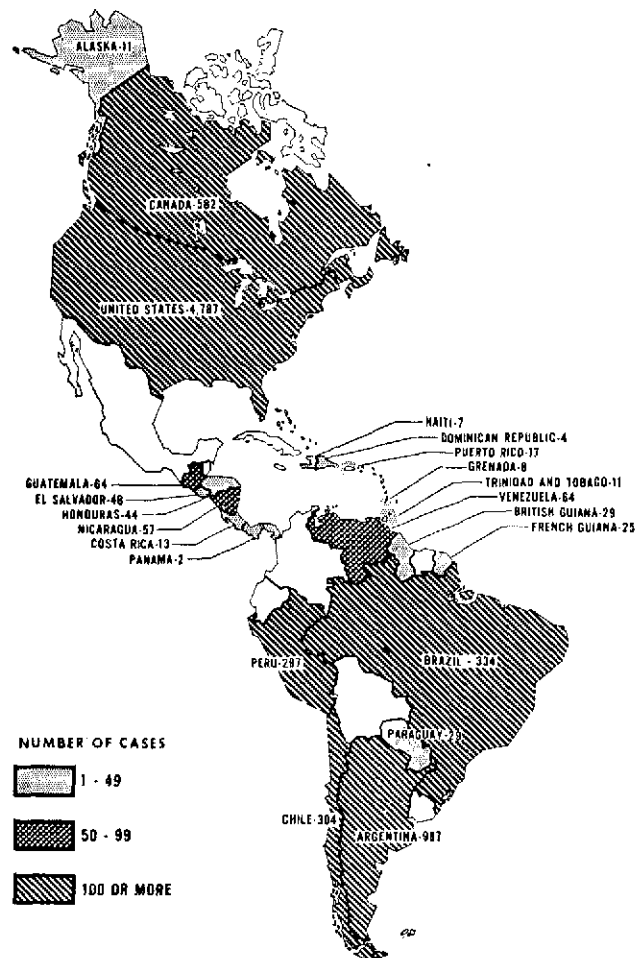 ALASKA-11
CANADA-582
UNITED STATES-4,787
HAITI-7
DOMINICAN REPUBLIC-4
PUERTO RICO-17
GRENADA-8
TRINIDAD AND TOBAGO-11
VENEZUELA-64
BRITISH GUIANA-29
FRENCH GUIANA-25
GUATEMALA-64
EL SALVADOR-48
HONDURAS-44
NICARAGUA-57
COSTA RICA-13
PANAMA-2
PERU-287
BRAZIL - 334
PARAGUAY-29
CHILE-304
ARGENTINA-987
NUMBER OF CASES
1 - 49
50 - 99
100 OR MORE